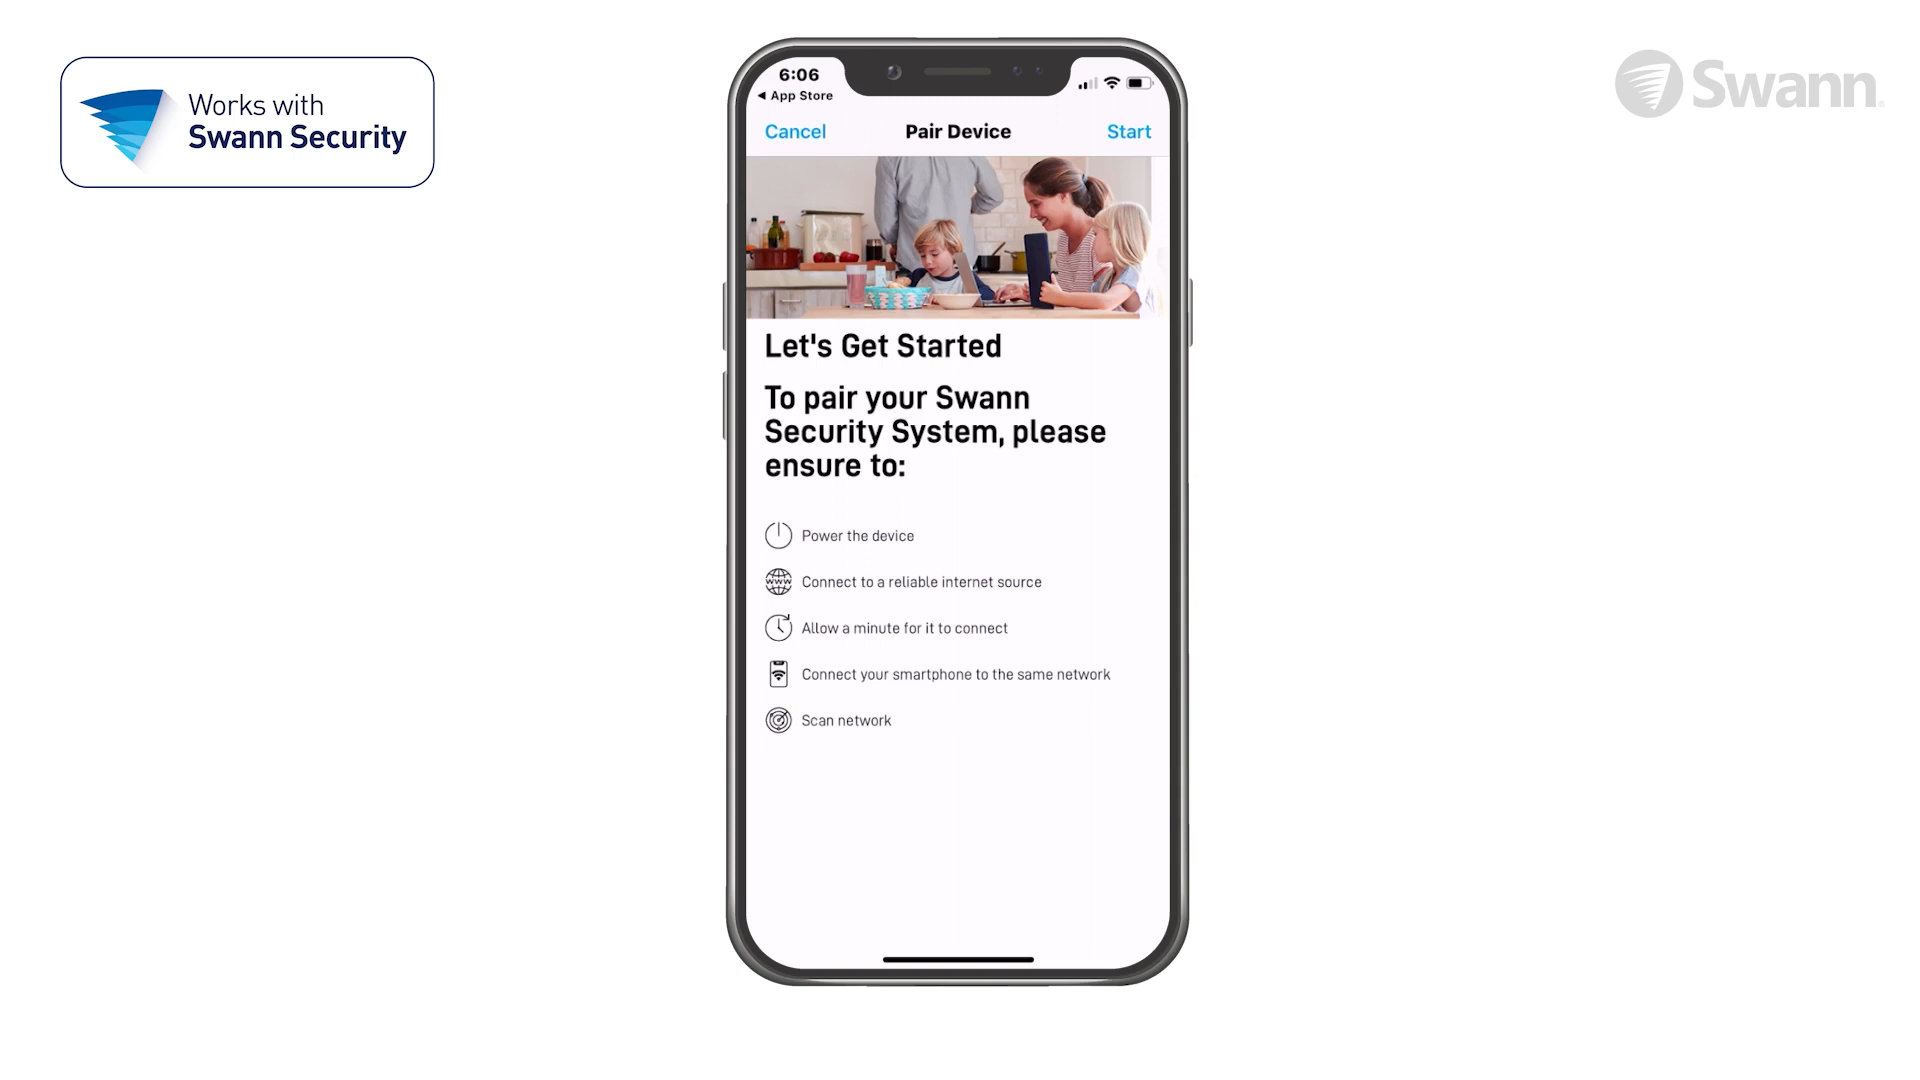 Works with
Swann Security
Swann
6:06
◄ App Store
Cancel
Pair Device
Start
Let's Get Started
To pair your Swann
Security System, please
ensure to:
Power the device
www
Connect to a reliable internet source
Allow a minute for it to connect
Connect your smartphone to the same network
Scan network